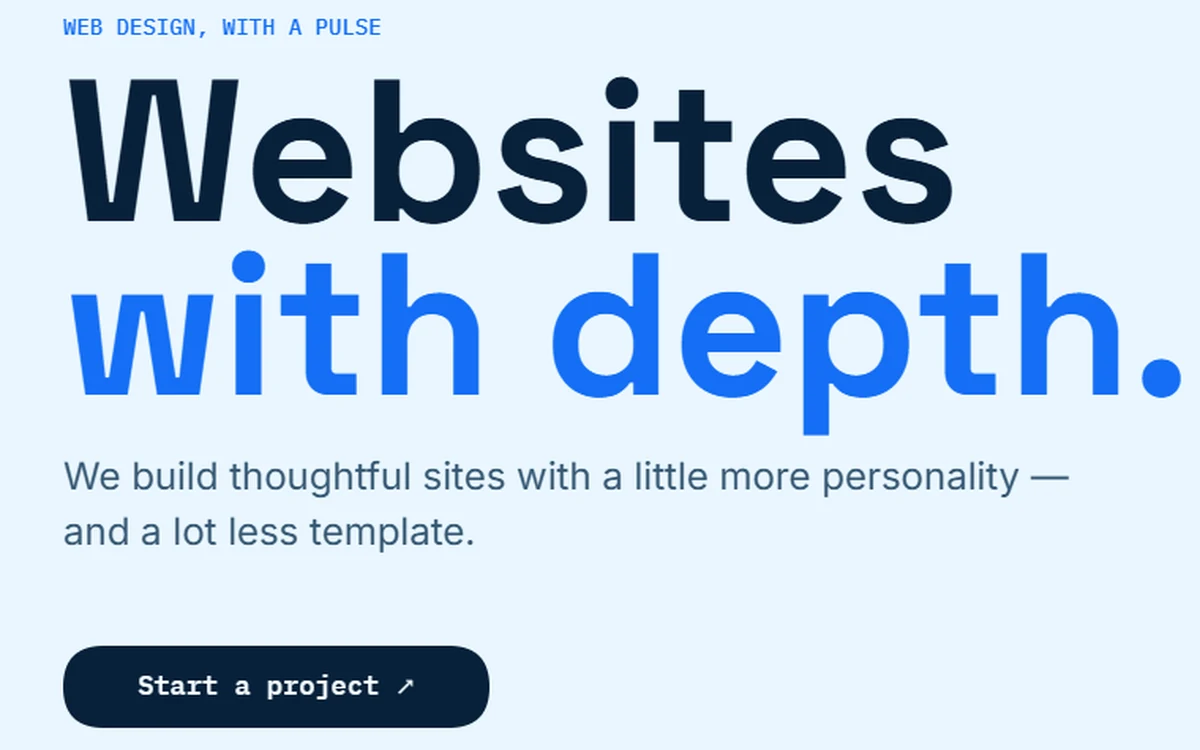 WEB DESIGN, WITH A PULSE
Websites
with depth.
We build thoughtful sites with a little more personality —
and a lot less template.
Start a project ↗